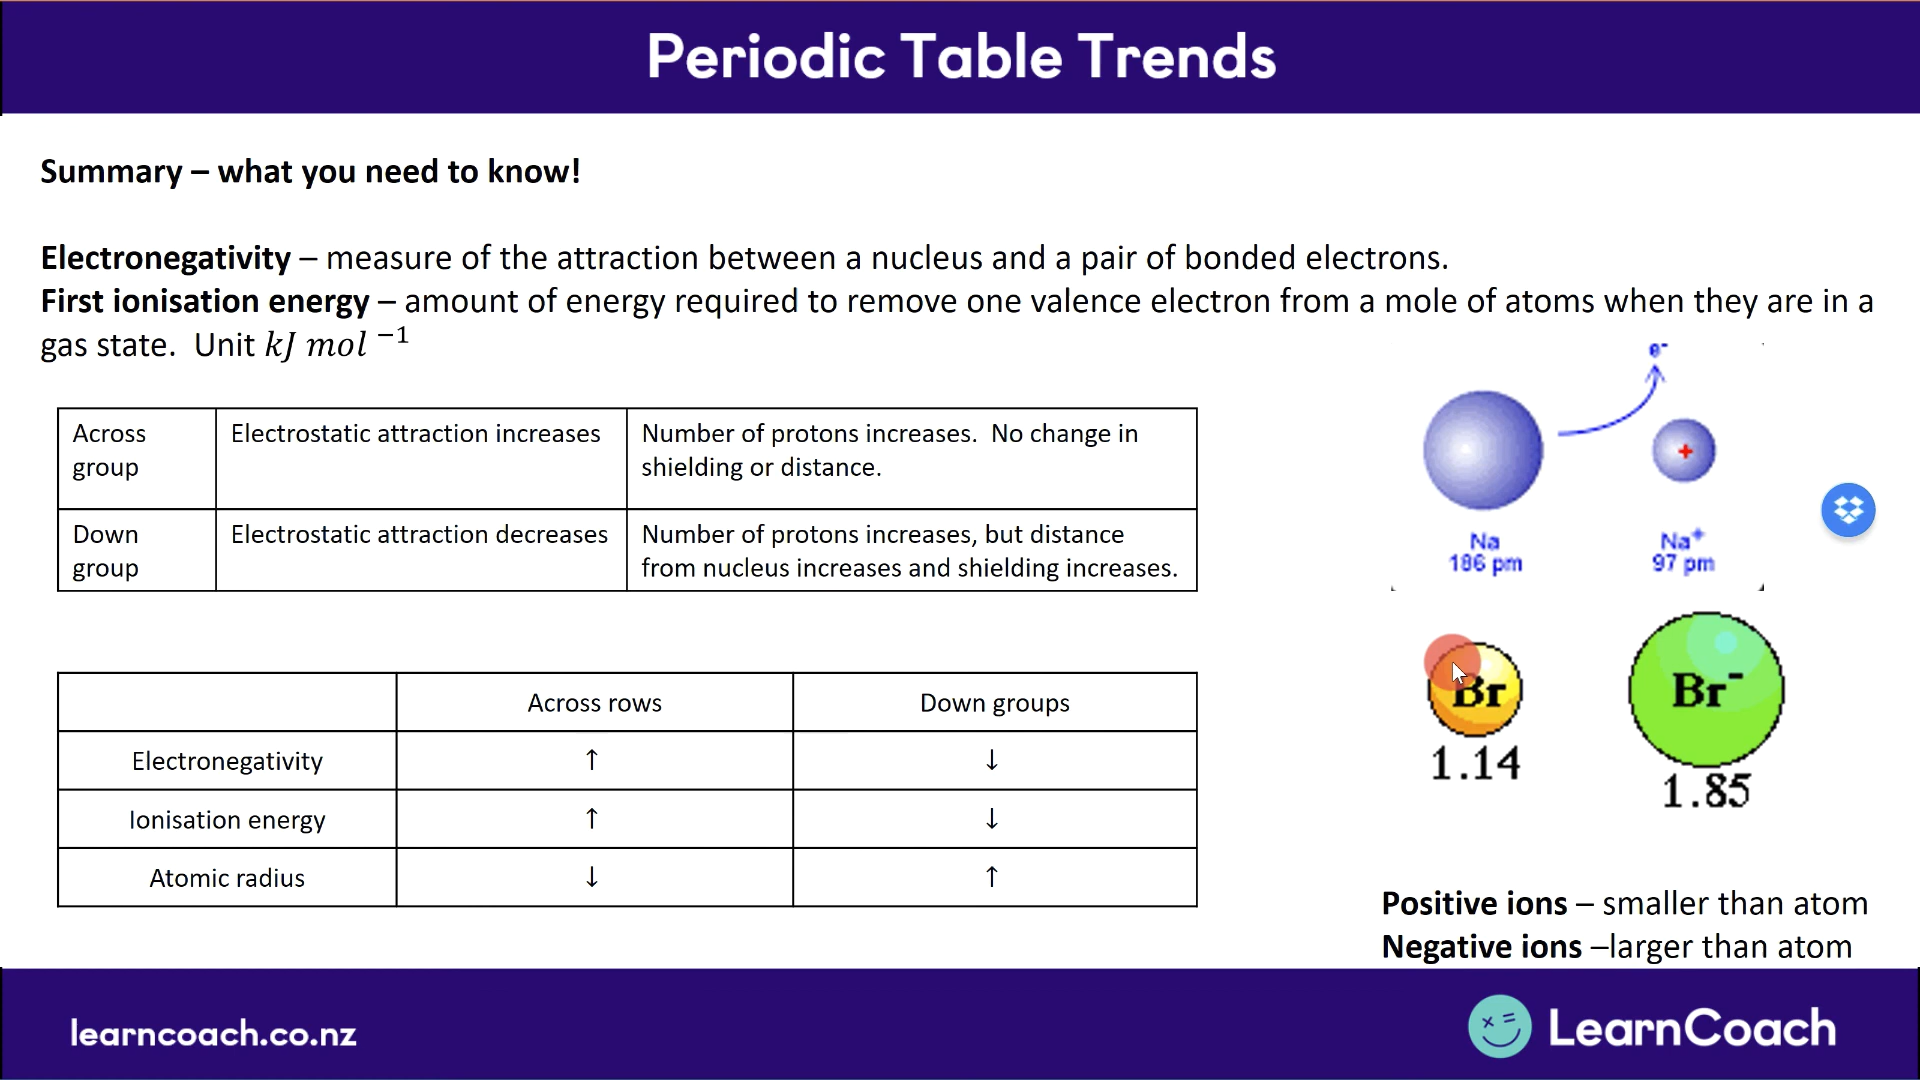 Periodic Table Trends
Summary – what you need to know!
Electronegativity – measure of the attraction between a nucleus and a pair of bonded electrons.
First ionisation energy – amount of energy required to remove one valence electron from a mole of atoms when they are in a
gas state. Unit kJ mol ⁻¹
Across group
Electrostatic attraction increases
Number of protons increases. No change in
shielding or distance.
Down group
Electrostatic attraction decreases
Number of protons increases, but distance
from nucleus increases and shielding increases.
Across rows Down groups
Electronegativity ↑ ↓
Ionisation energy ↑ ↓
Atomic radius ↓ ↑
e⁻
+
Na Na⁺
186 pm 97 pm
Br Br⁻
1.14 1.85
Positive ions – smaller than atom
Negative ions –larger than atom
learncoach.co.nz
LearnCoach